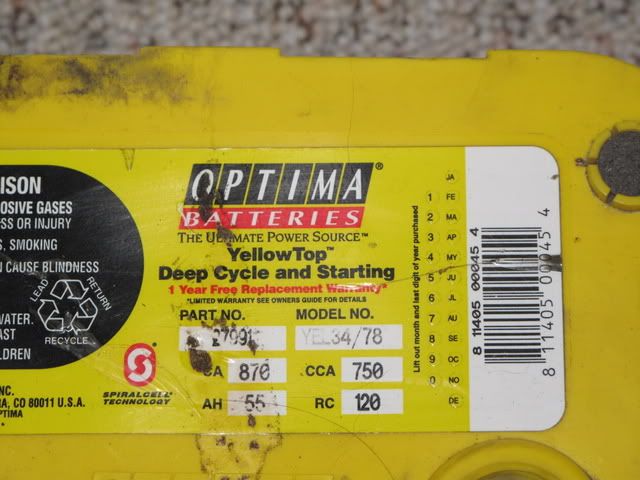 ISON
OSIVE GASES
SS OR INJURY
S. SMOKING
N CAUSE BLINDNESS
LEAD RETURN
RECYCLE
WATER.
AST
LDREN
INC.
A, CO 80011 U.S.A.
PTIMA
OPTIMA®
BATTERIES
THE ULTIMATE POWER SOURCE™
YellowTop™
Deep Cycle and Starting
1 Year Free Replacement Warranty*
*LIMITED WARRANTY SEE OWNERS GUIDE FOR DETAILS
PART NO. MODEL NO.
YEL34/78
CA 870 CCA 750
AH 55 RC 120
S®
SPIRALCELL®
TECHNOLOGY
Lift out month and last digit of year purchased
JA
1 FE
2 MA
3 AP
4 MY
5 JU
6 JL
7 AU
8 SE
9 OC
0 NO
DE
8 11405 00045 4
8 11405 00045 4